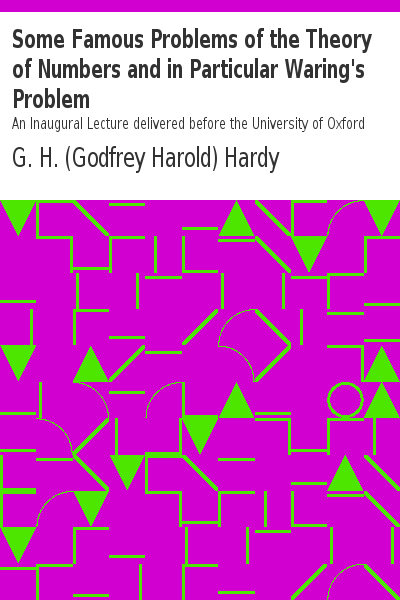 Some Famous Problems of the Theory
of Numbers and in Particular Waring's
Problem
An Inaugural Lecture delivered before the University of Oxford
G. H. (Godfrey Harold) Hardy